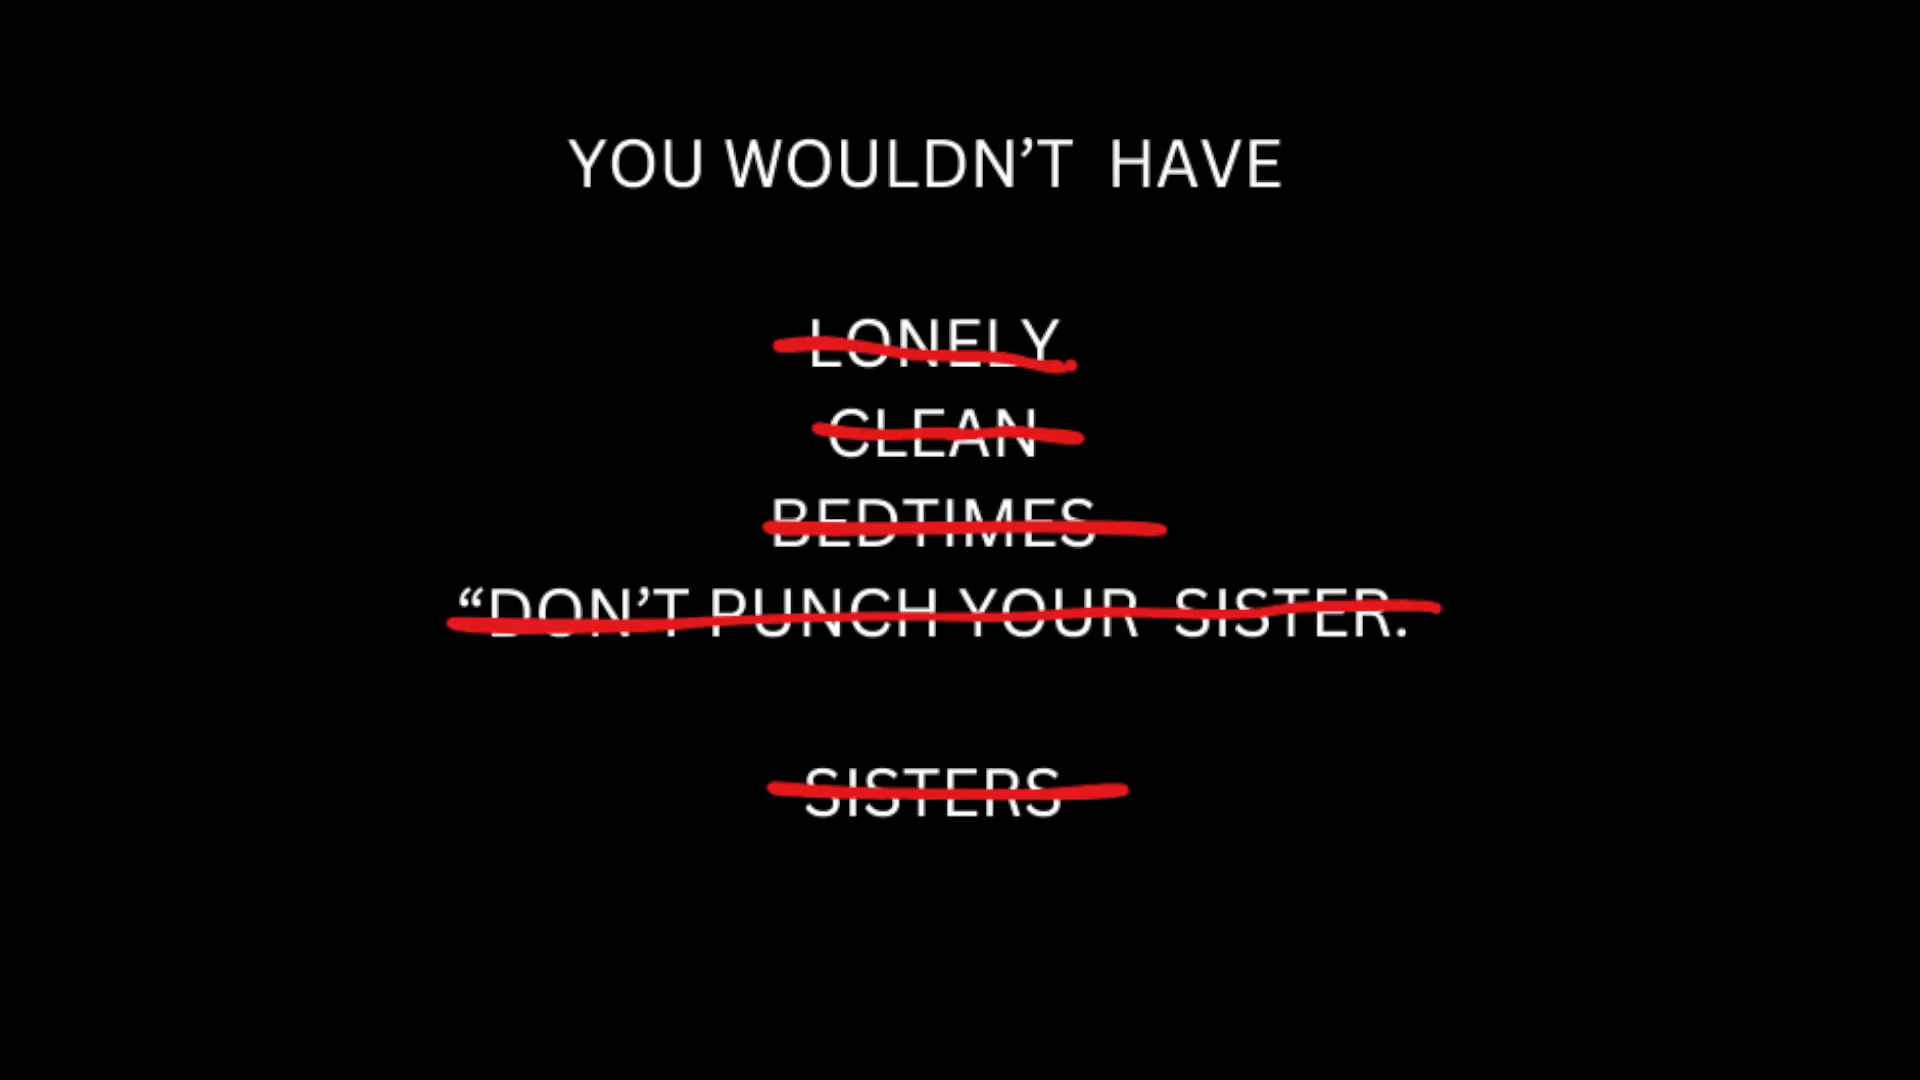 YOU WOULDN’T HAVE
LONELY
CLEAN
BEDTIMES
“DON’T PUNCH YOUR SISTER.
SISTERS